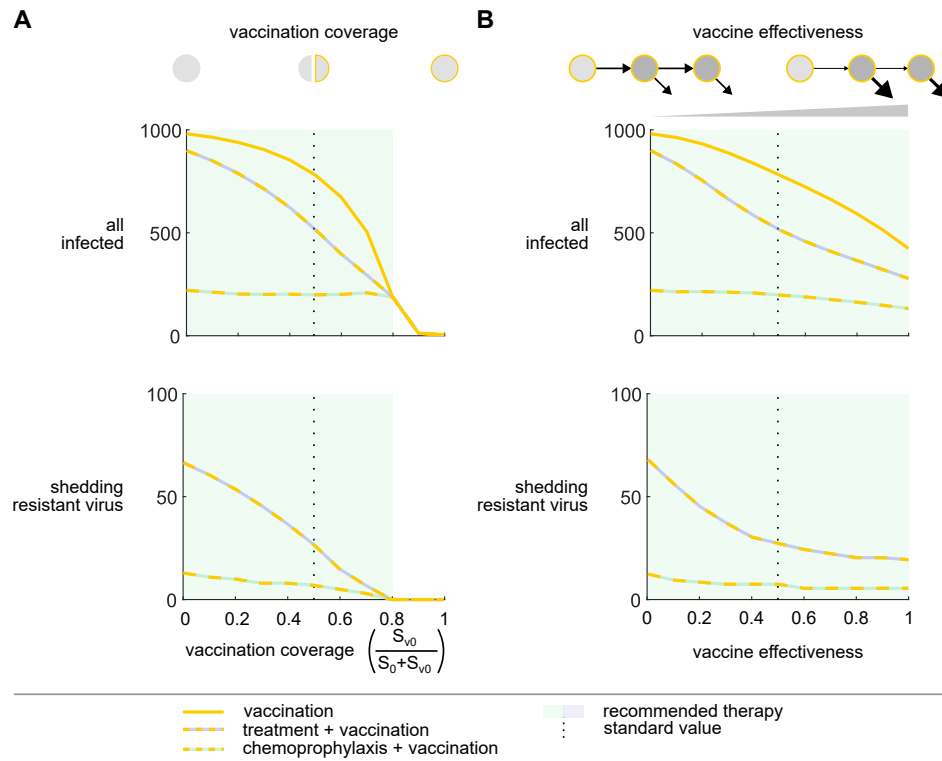 A
vaccination coverage
B
vaccine effectiveness
1000
500
0
all
infected
1000
500
0
all
infected
100
50
0
shedding
resistant virus
0 0.2 0.4 0.6 0.8 1
vaccination coverage (S_v0 / S_0+S_v0)
100
50
0
shedding
resistant virus
0 0.2 0.4 0.6 0.8 1
vaccine effectiveness
vaccination
treatment + vaccination
chemoprophylaxis + vaccination
recommended therapy
standard value